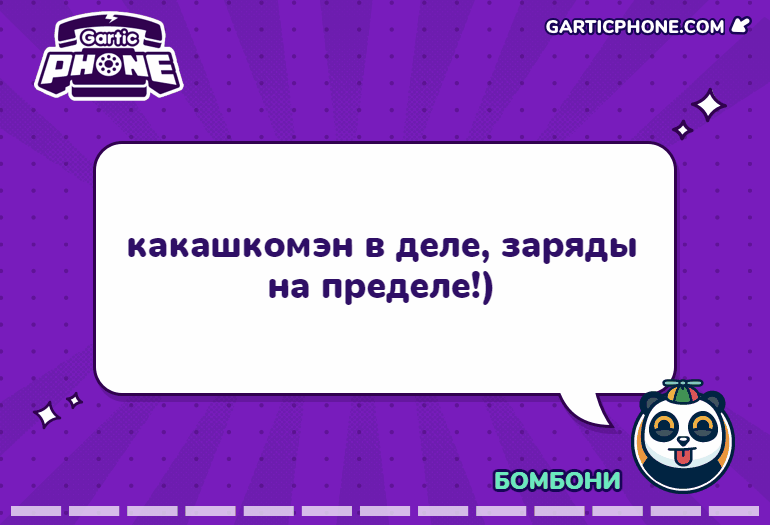 Gartic
PHONE
GARTICPHONE.COM
какашкомэн в деле, заряды
на пределе!)
БОМБОНИ